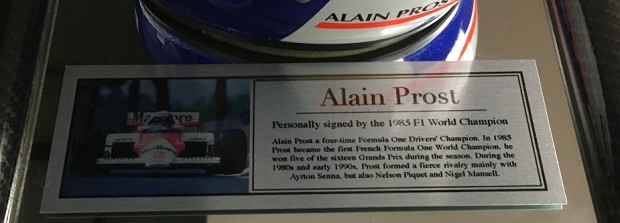 ALAIN PROST
Marlboro
Alain Prost
Personally signed by the 1985 F1 World Champion
Alain Prost a four-time Formula One Drivers' Champion. In 1985
Prost became the first French Formula One World Champion, he
won five of the sixteen Grands Prix during the season. During the
1980s and early 1990s, Prost formed a fierce rivalry mainly with
Ayrton Senna, but also Nelson Piquet and Nigel Mansell.